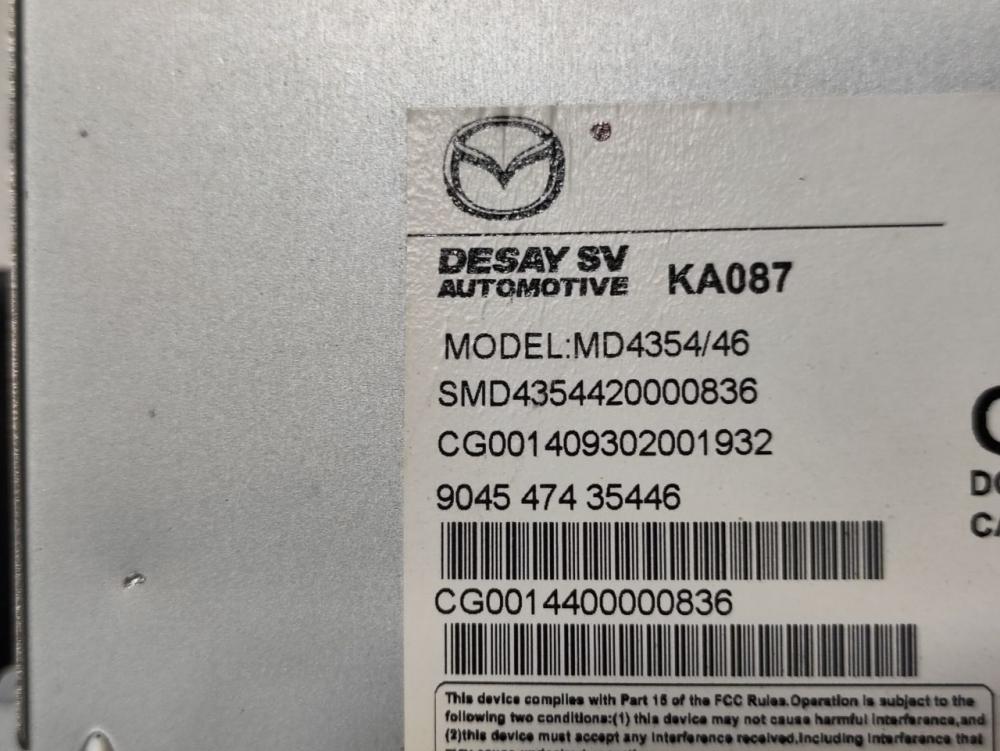 DESAY SV
AUTOMOTIVE KA087
MODEL:MD4354/46
SMD4354420000836
CG001409302001932
9045 474 35446
CG0014400000836
This device complies with Part 15 of the FCC Rules.Operation is subject to the
following two conditions:(1) this device may not cause harmful interference,and
(2)this device must accept any interference received,Including Interference that